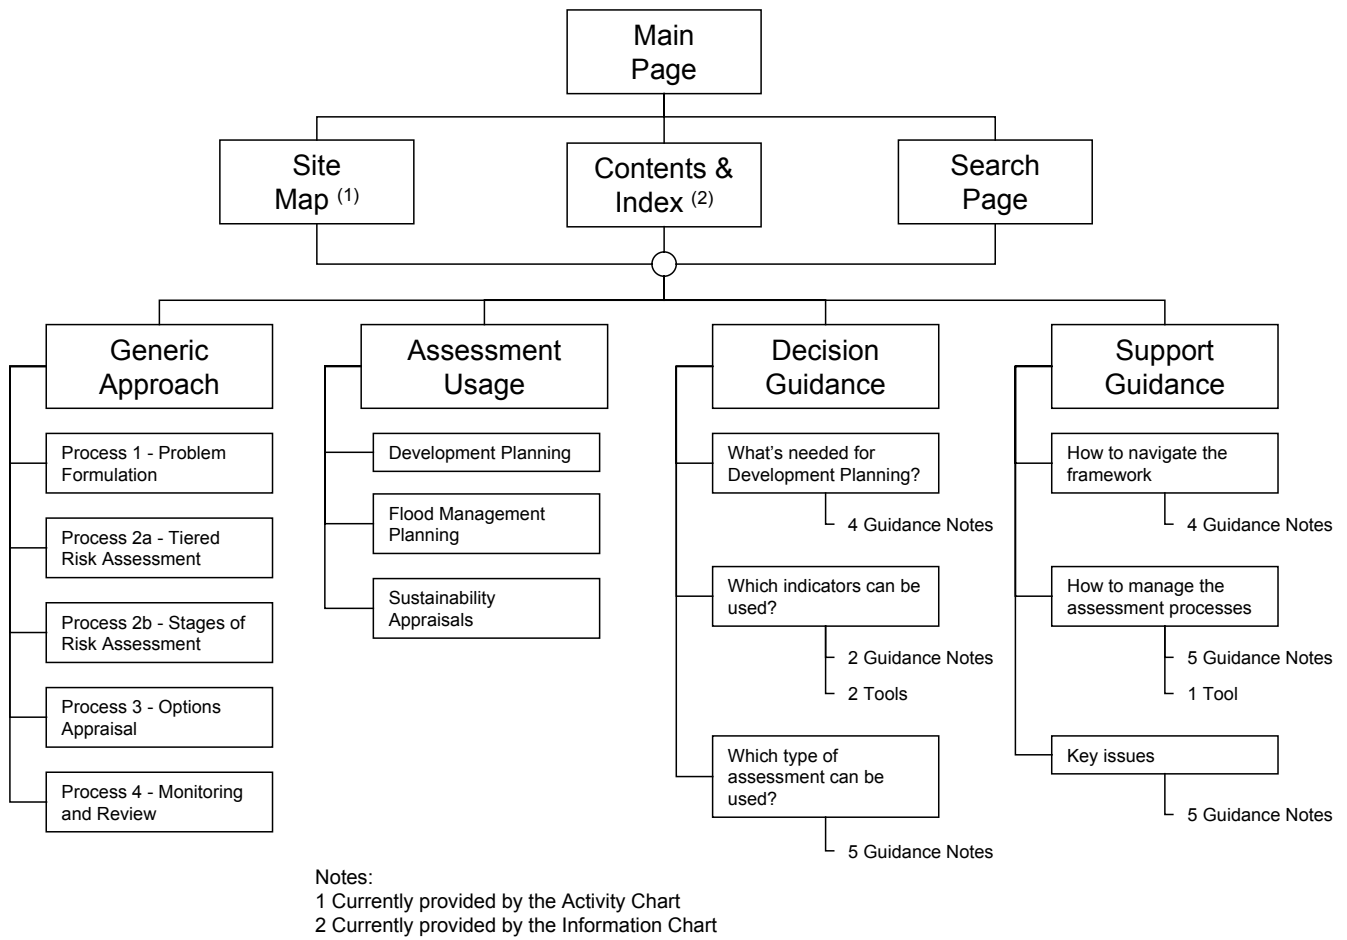 Main
Page
Site
Map (1)
Contents &
Index (2)
Search
Page
Generic
Approach
Process 1 - Problem
Formulation
Process 2a - Tiered
Risk Assessment
Process 2b - Stages of
Risk Assessment
Process 3 - Options
Appraisal
Process 4 - Monitoring
and Review
Assessment
Usage
Development Planning
Flood Management
Planning
Sustainability
Appraisals
Decision
Guidance
What's needed for
Development Planning?
4 Guidance Notes
Which indicators can be
used?
2 Guidance Notes
2 Tools
Which type of
assessment can be
used?
5 Guidance Notes
Support
Guidance
How to navigate the
framework
4 Guidance Notes
How to manage the
assessment processes
5 Guidance Notes
1 Tool
Key issues
5 Guidance Notes
Notes:
1 Currently provided by the Activity Chart
2 Currently provided by the Information Chart